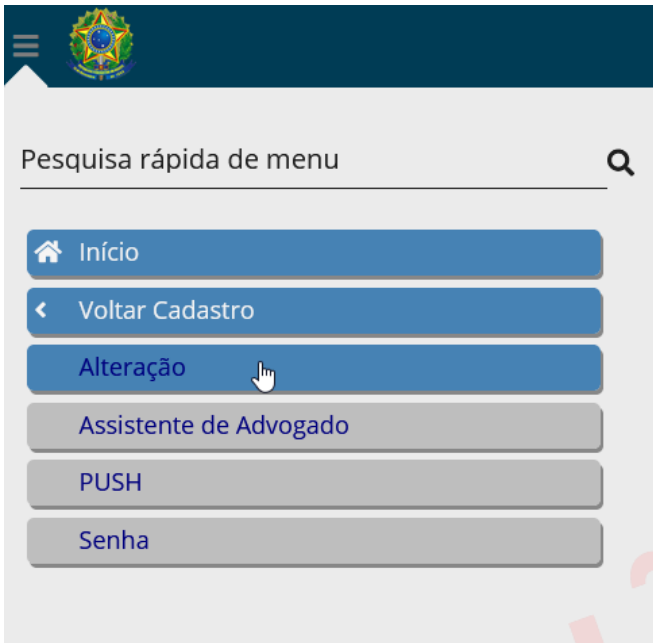 Pesquisa rápida de menu
Início
Voltar Cadastro
Alteração
Assistente de Advogado
PUSH
Senha